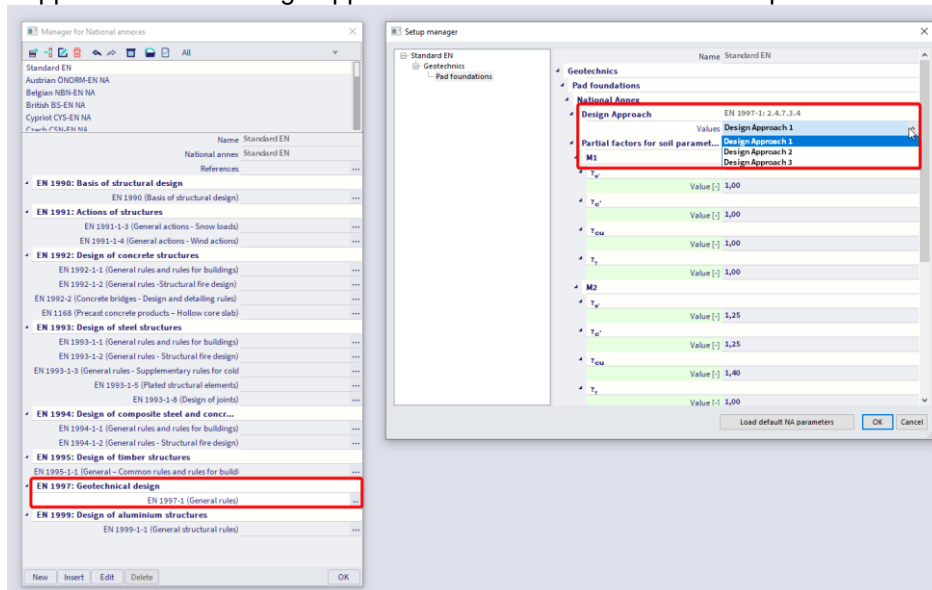 Manager for National annexes
All
Standard EN
Austrian ÖNORM-EN NA
Belgian NBN-EN NA
British BS-EN NA
Cypriot CYS-EN NA
Czech CSN-EN NA
Name Standard EN
National annex Standard EN
References ...
EN 1990: Basis of structural design
EN 1990 (Basis of structural design) ...
EN 1991: Actions of structures
EN 1991-1-3 (General actions - Snow loads) ...
EN 1991-1-4 (General actions - Wind actions) ...
EN 1992: Design of concrete structures
EN 1992-1-1 (General rules and rules for buildings) ...
EN 1992-1-2 (General rules -Structural fire design) ...
EN 1992-2 (Concrete bridges - Design and detailing rules) ...
EN 1168 (Precast concrete products – Hollow core slab) ...
EN 1993: Design of steel structures
EN 1993-1-1 (General rules and rules for buildings) ...
EN 1993-1-2 (General rules - Structural fire design) ...
EN 1993-1-3 (General rules - Supplementary rules for cold ...
EN 1993-1-5 (Plated structural elements) ...
EN 1993-1-8 (Design of joints) ...
EN 1994: Design of composite steel and concr...
EN 1994-1-1 (General rules and rules for buildings) ...
EN 1994-1-2 (General rules - Structural fire design) ...
EN 1995: Design of timber structures
EN 1995-1-1 (General – Common rules and rules for buildi ...
EN 1997: Geotechnical design
EN 1997-1 (General rules) ...
EN 1999: Design of aluminium structures
EN 1999-1-1 (General structural rules) ...
New Insert Edit Delete OK
Setup manager
Standard EN
Geotechnics
Pad foundations
Name Standard EN
Geotechnics
Pad foundations
National Annex
Design Approach EN 1997-1: 2.4.7.3.4
Values Design Approach 1
Design Approach 1
Design Approach 2
Design Approach 3
Partial factors for soil paramet...
M1
Value [-] 1,00
γc'
Value [-] 1,00
γcu
Value [-] 1,00
γγ
Value [-] 1,00
M2
Value [-] 1,25
γc'
Value [-] 1,25
γcu
Value [-] 1,40
γγ
Value [-] 1,00
Load default NA parameters OK Cancel